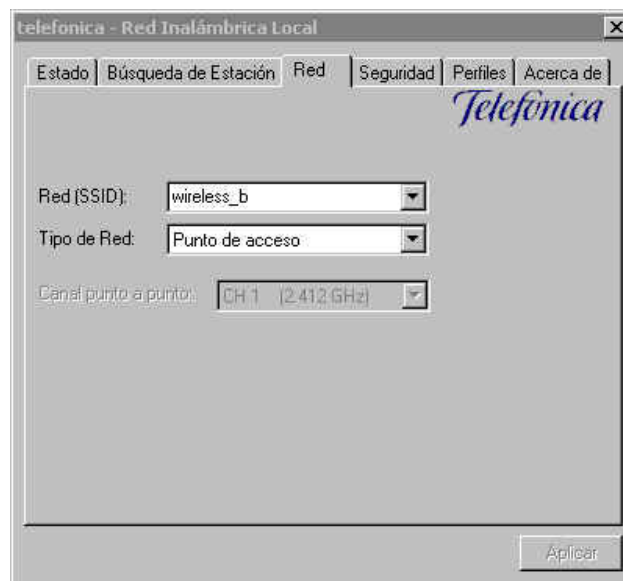 telefonica - Red Inalámbrica Local
Estado Búsqueda de Estación Red Seguridad Perfiles Acerca de
Telefónica
Red (SSID): wireless_b
Tipo de Red: Punto de acceso
Canal punto a punto: CH 1 (2.412 GHz)
Aplicar